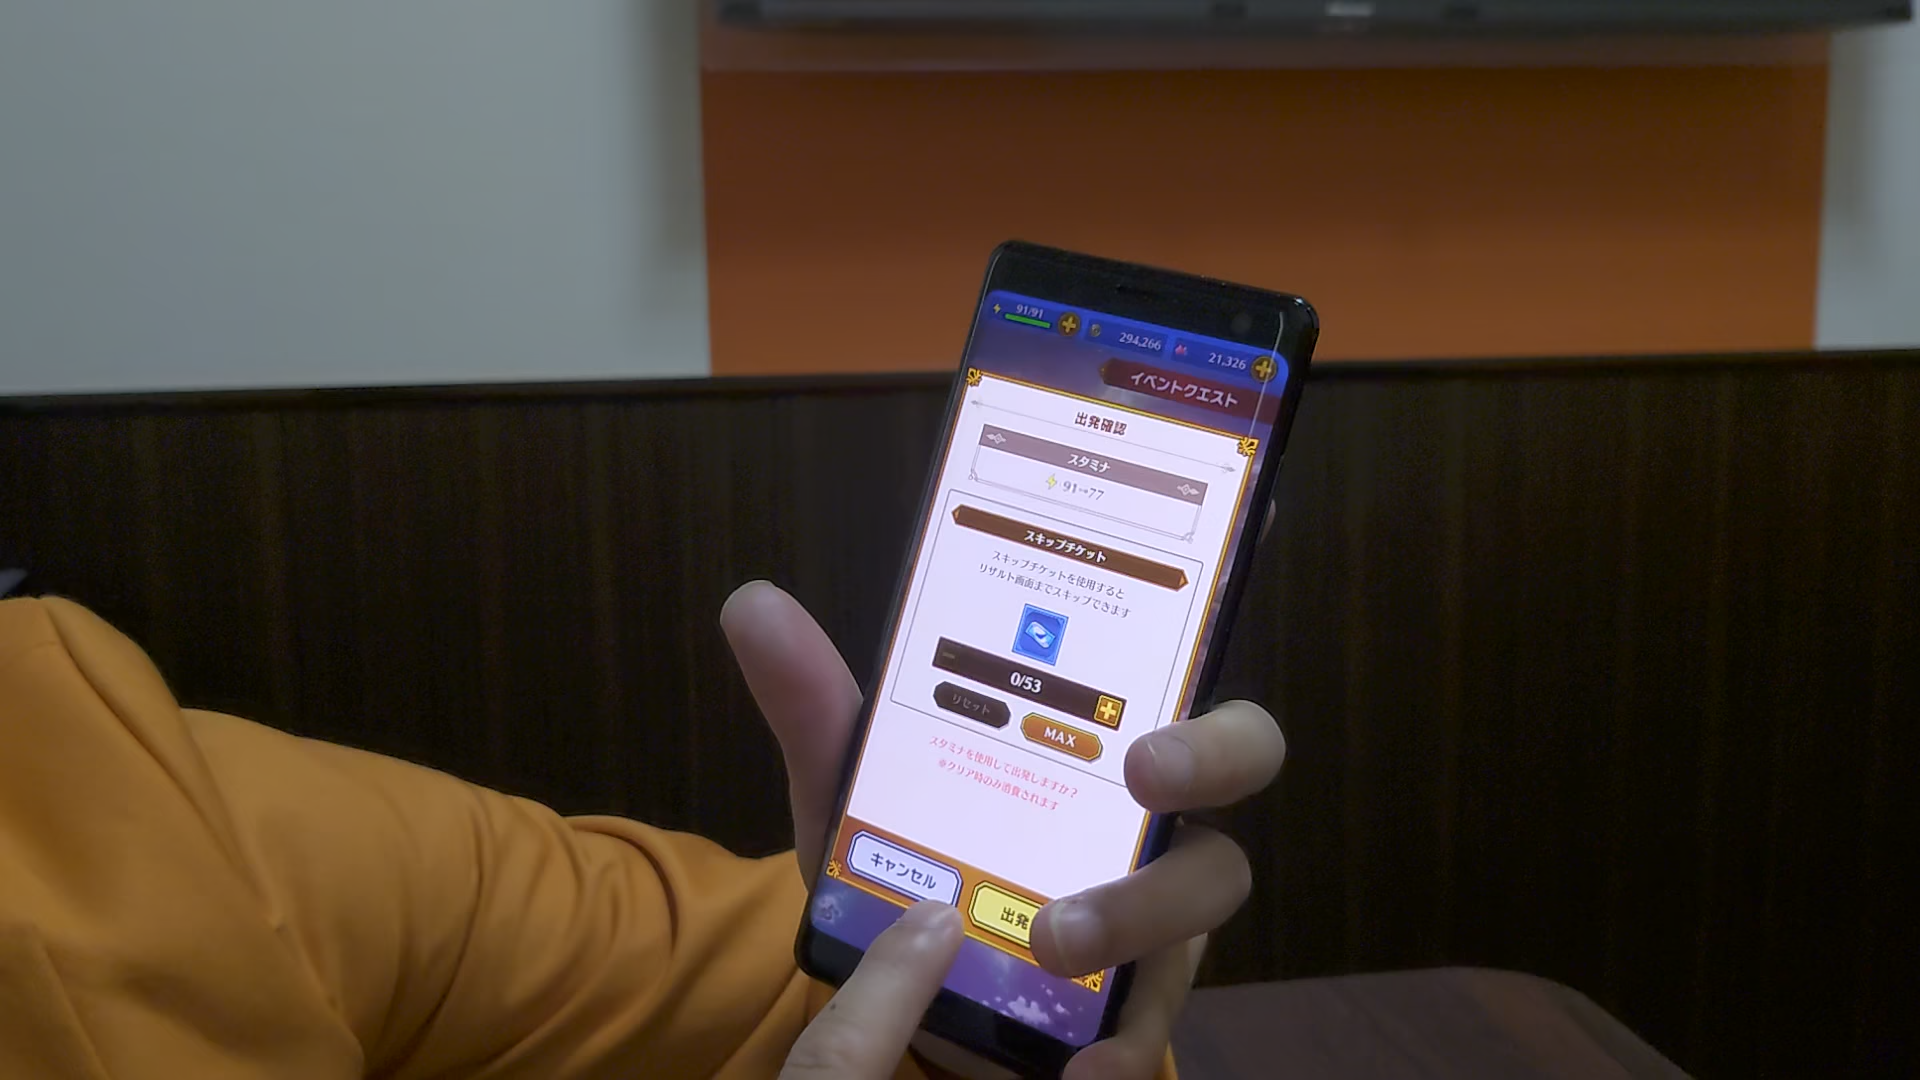 91/91
294,266
21,326
イベントクエスト
出発確認
スタミナ
91→77
スキップチケット
スキップチケットを使用すると
リザルト画面までスキップできます
0/53
リセット
MAX
スタミナを使用して出発しますか?
※クリア時のみ消費されます
キャンセル
出発